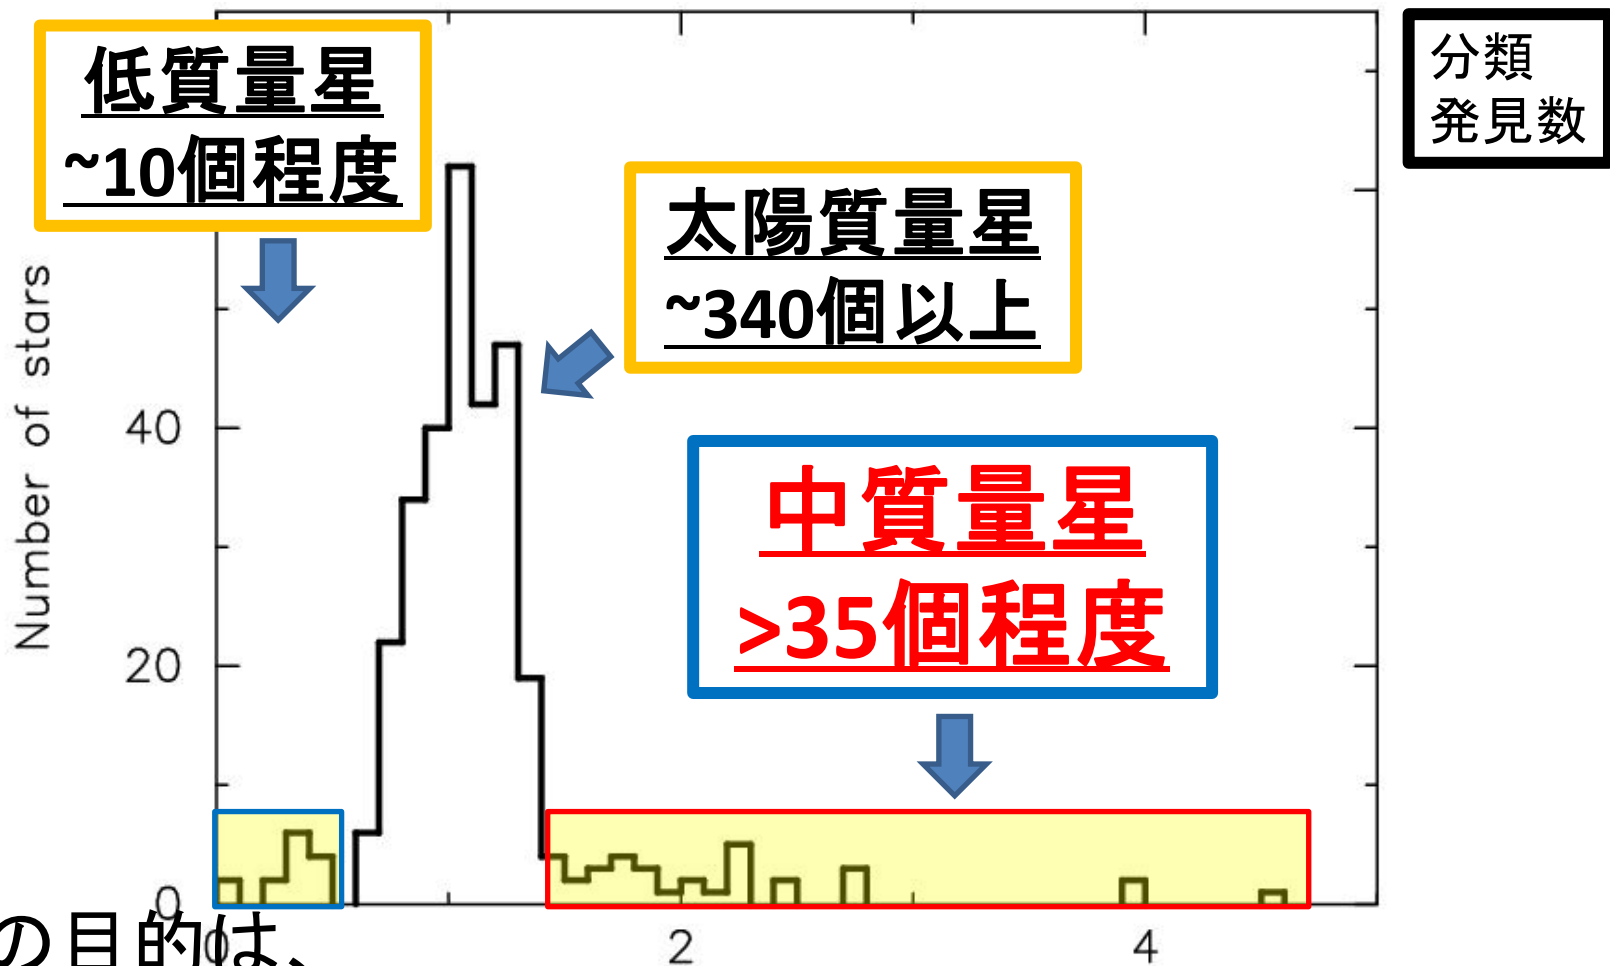 低質量星
~10個程度
分類
発見数
太陽質量星
~340個以上
中質量星
>35個程度
Number of stars
40
20
0
0
2
4
の目的は、